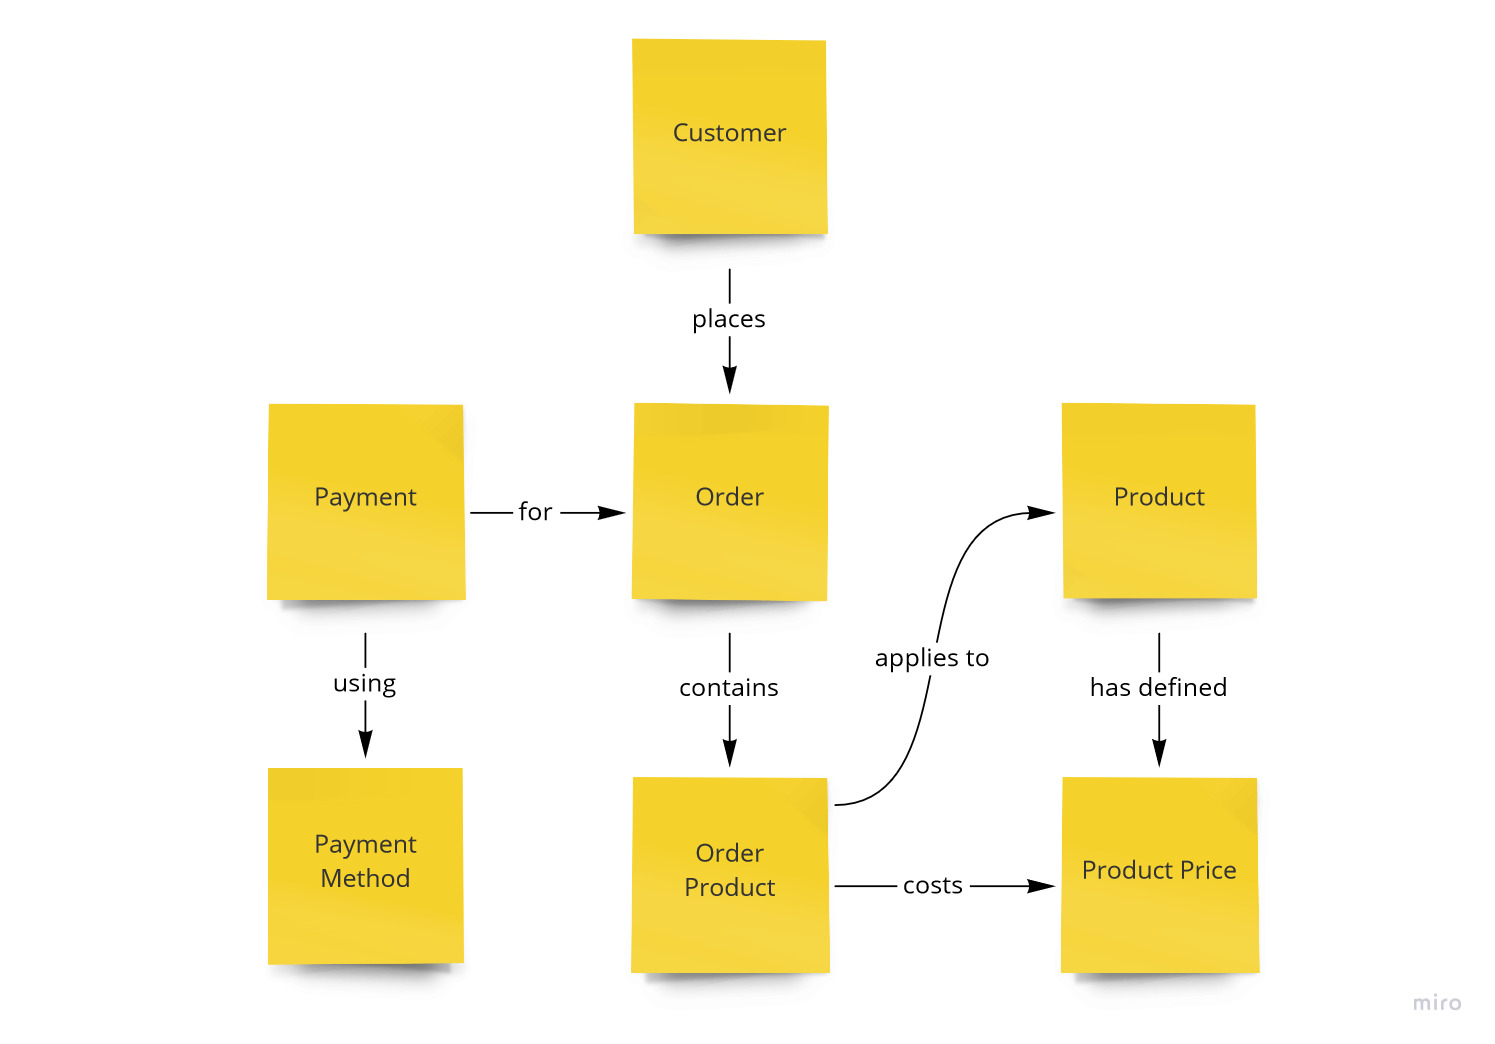 Customer
places
Payment
for
Order
Product
using
contains
applies to
has defined
Payment
Method
Order
Product
costs
Product Price
miro